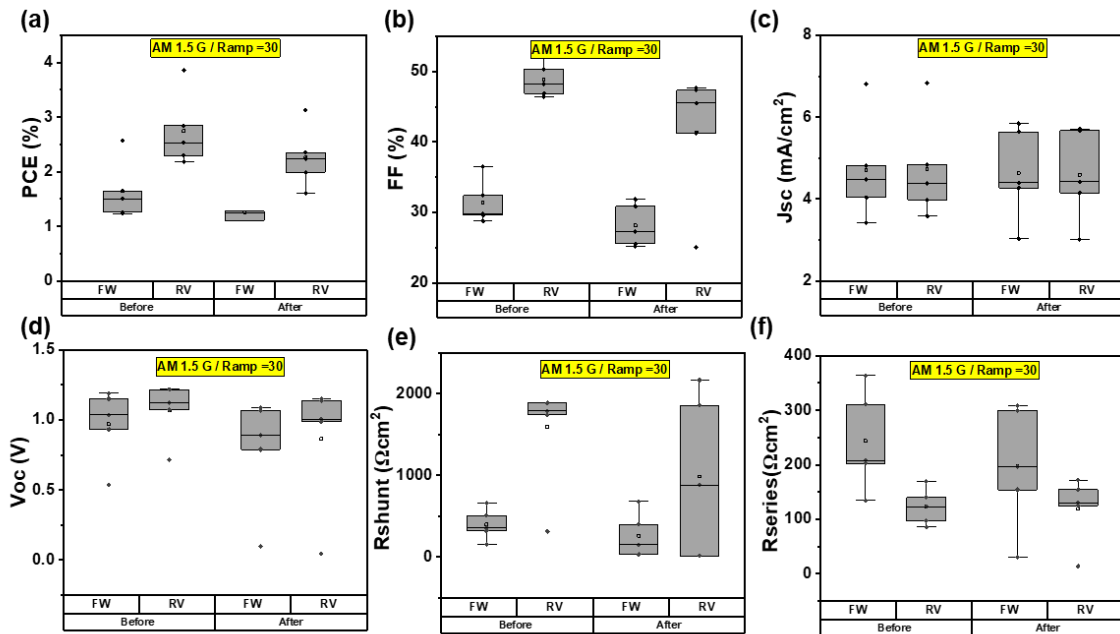 (a)
AM 1.5 G / Ramp =30
PCE (%)
4
3
2
1
0
FW RV FW RV
Before After
(b)
AM 1.5 G / Ramp =30
FF (%)
50
40
30
20
FW RV FW RV
Before After
(c)
AM 1.5 G / Ramp =30
Jsc (mA/cm²)
8
6
4
2
FW RV FW RV
Before After
(d)
AM 1.5 G / Ramp =30
Voc (V)
1.5
1.0
0.5
0.0
FW RV FW RV
Before After
(e)
AM 1.5 G / Ramp =30
Rshunt (Ωcm²)
2000
1000
0
FW RV FW RV
Before After
(f)
AM 1.5 G / Ramp =30
Rseries(Ωcm²)
400
300
200
100
0
FW RV FW RV
Before After